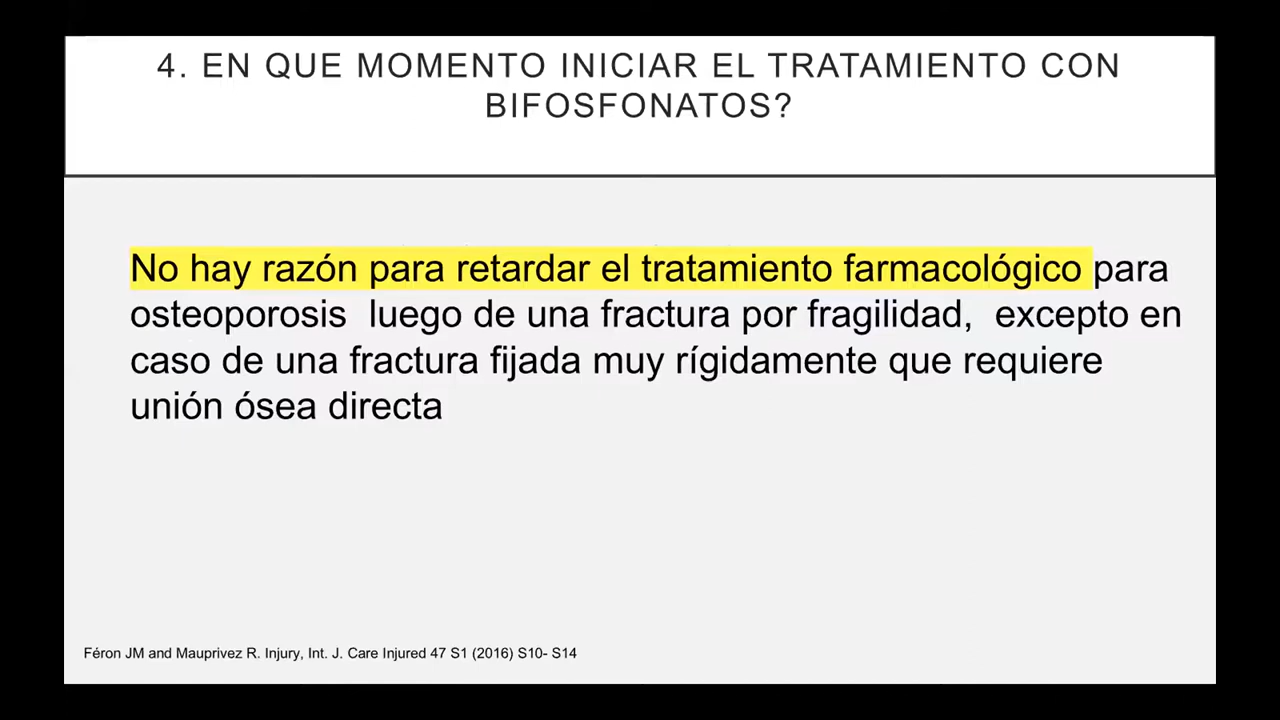 4. EN QUE MOMENTO INICIAR EL TRATAMIENTO CON
BIFOSFONATOS?
No hay razón para retardar el tratamiento farmacológico para
osteoporosis luego de una fractura por fragilidad, excepto en
caso de una fractura fijada muy rígidamente que requiere
unión ósea directa
Féron JM and Mauprivez R. Injury, Int. J. Care Injured 47 S1 (2016) S10- S14